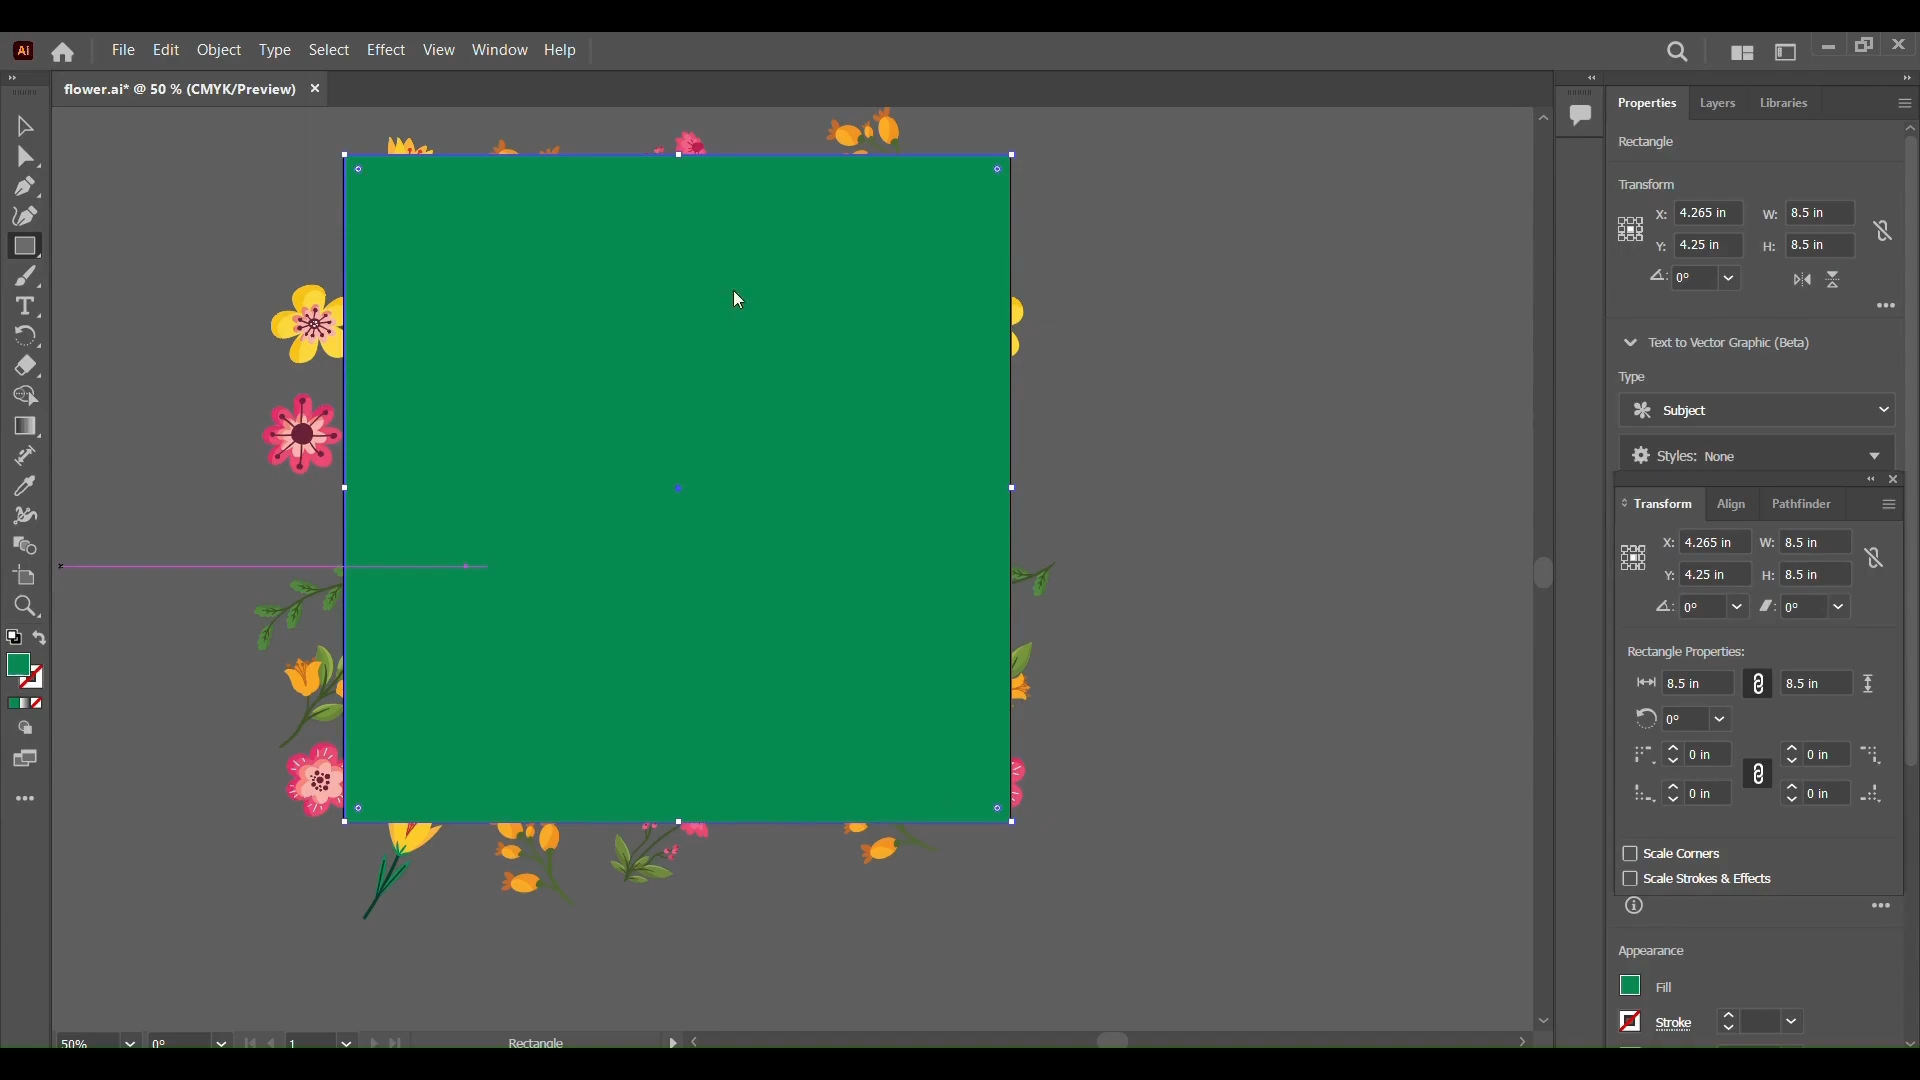 Ai File Edit Object Type Select Effect View Window Help
flower.ai* @ 50 % (CMYK/Preview) ×
Properties Layers Libraries
Rectangle
Transform
X: 4.265 in W: 8.5 in
Y: 4.25 in H: 8.5 in
0°
Text to Vector Graphic (Beta)
Type
Subject
Styles: None
Transform Align Pathfinder
X: 4.265 in W: 8.5 in
Y: 4.25 in H: 8.5 in
0° 0°
Rectangle Properties:
8.5 in 8.5 in
0°
0 in 0 in
0 in 0 in
Scale Corners
Scale Strokes & Effects
Appearance
Fill
Stroke
50% 0° 1 Rectangle